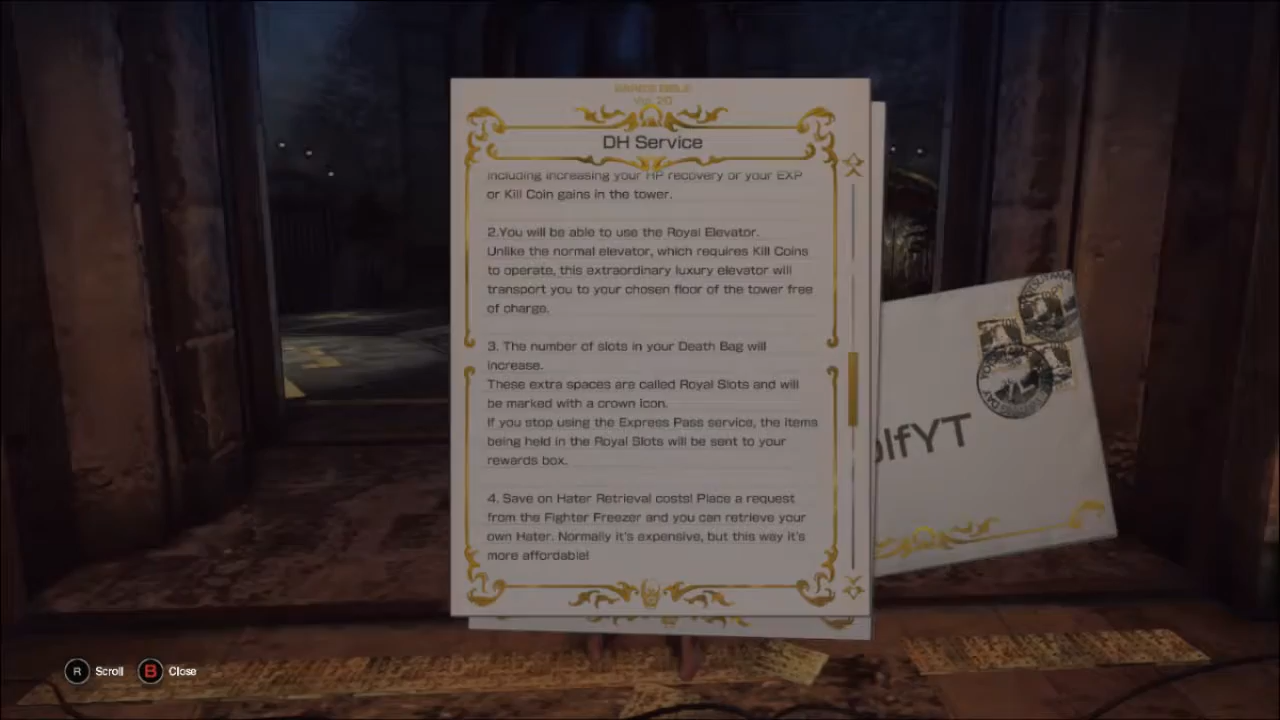 DH Service
including increasing your HP recovery or your EXP
or Kill Coin gains in the tower.
2.You will be able to use the Royal Elevator.
Unlike the normal elevator, which requires Kill Coins
to operate, this extraordinary luxury elevator will
transport you to your chosen floor of the tower free
of charge.
3. The number of slots in your Death Bag will
increase.
These extra spaces are called Royal Slots and will
be marked with a crown icon.
If you stop using the Express Pass service, the items
being held in the Royal Slots will be sent to your
rewards box.
4. Save on Hater Retrieval costs! Place a request
from the Fighter Freezer and you can retrieve your
own Hater. Normally it's expensive, but this way it's
more affordable!
olfYT
R Scroll B Close